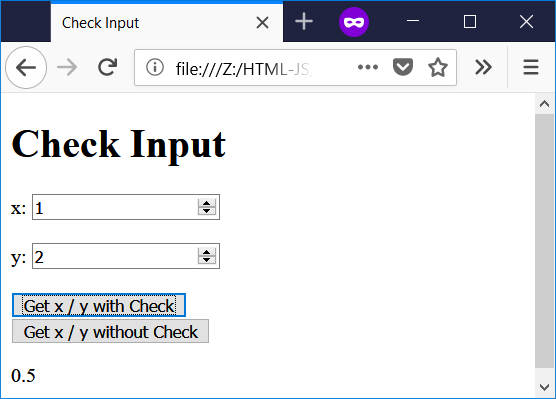 Check Input
file:///Z:/HTML-JS/
Check Input
x: 1
y: 2
Get x / y with Check
Get x / y without Check
0.5